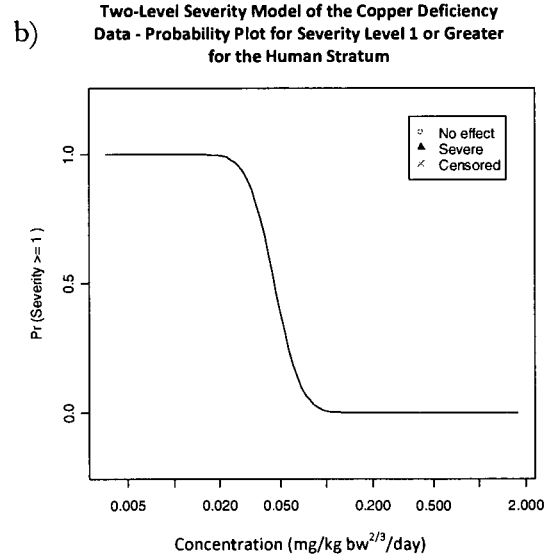 b)
Two-Level Severity Model of the Copper Deficiency
Data - Probability Plot for Severity Level 1 or Greater
for the Human Stratum
No effect
Severe
Censored
Pr (Severity >= 1 )
1.0
0.5
0.0
0.005 0.020 0.050 0.200 0.500 2.000
Concentration (mg/kg bw^2/3/day)